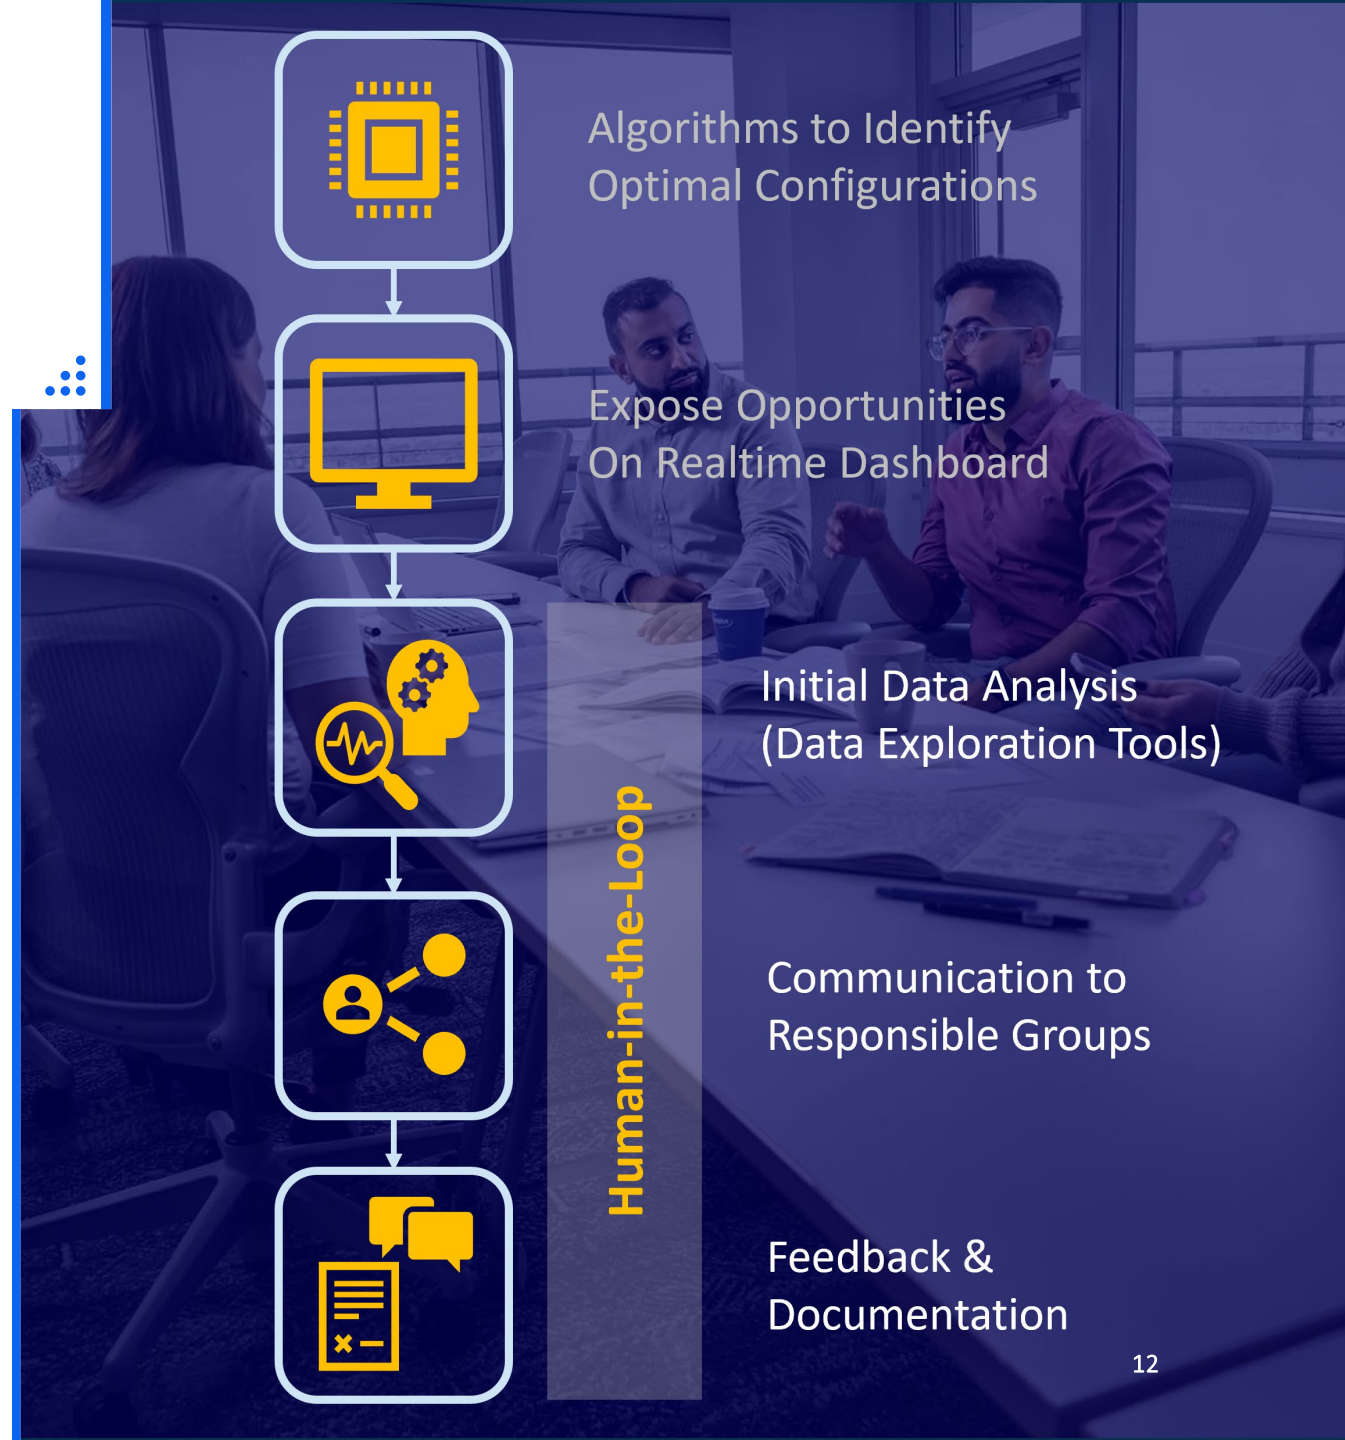 Algorithms to Identify
Optimal Configurations
Expose Opportunities
On Realtime Dashboard
Human-in-the-Loop
Initial Data Analysis
(Data Exploration Tools)
Communication to
Responsible Groups
Feedback &
Documentation
12